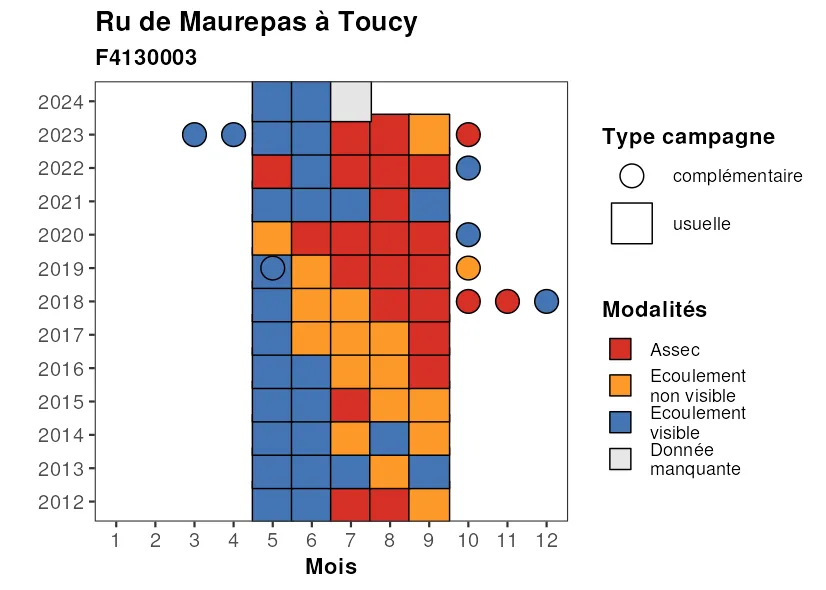 Ru de Maurepas à Toucy
F4130003
2024
2023
2022
2021
2020
2019
2018
2017
2016
2015
2014
2013
2012
1 2 3 4 5 6 7 8 9 10 11 12
Mois
Type campagne
complémentaire
usuelle
Modalités
Assec
Ecoulement
non visible
Ecoulement
visible
Donnée
manquante